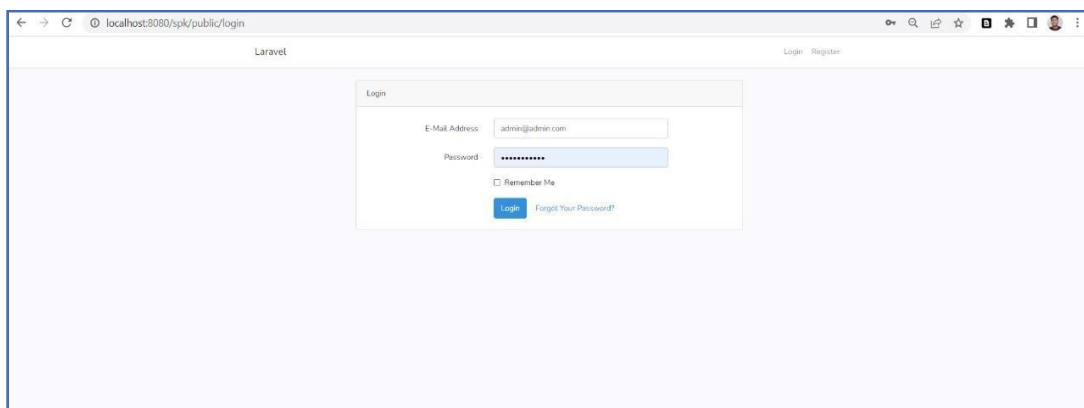 localhost:8080/spk/public/login
Laravel
Login Register
Login
E-Mail Address admin@admin.com
Password •••••••••••
Remember Me
Login Forgot Your Password?